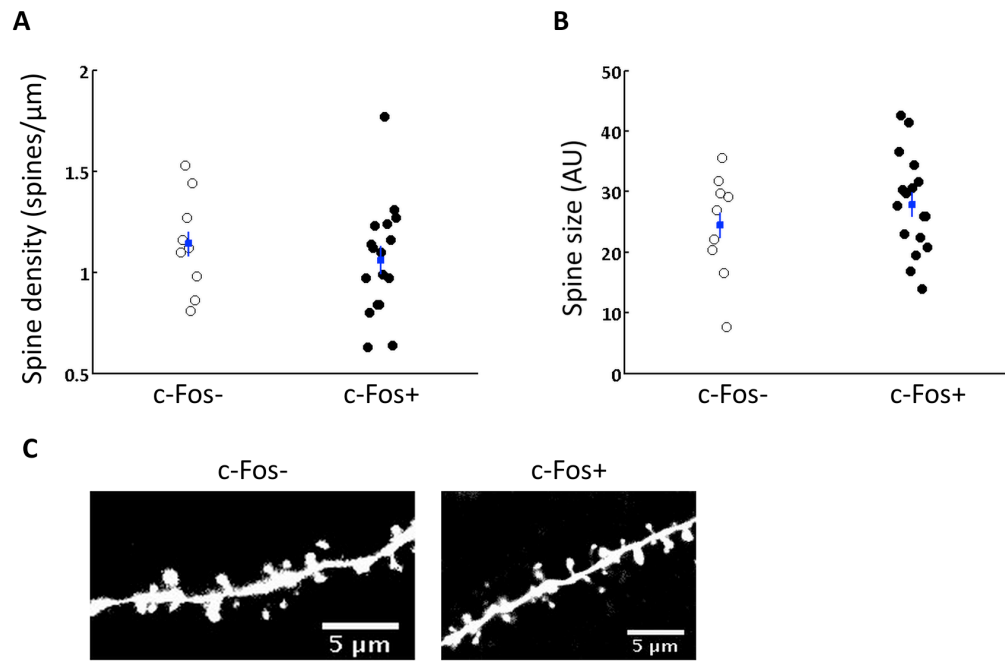 A
Spine density (spines/µm)
2
1.5
1
0.5
c-Fos-
c-Fos+
B
Spine size (AU)
50
40
30
20
10
0
c-Fos-
c-Fos+
C
c-Fos-
c-Fos+
5 µm
5 µm